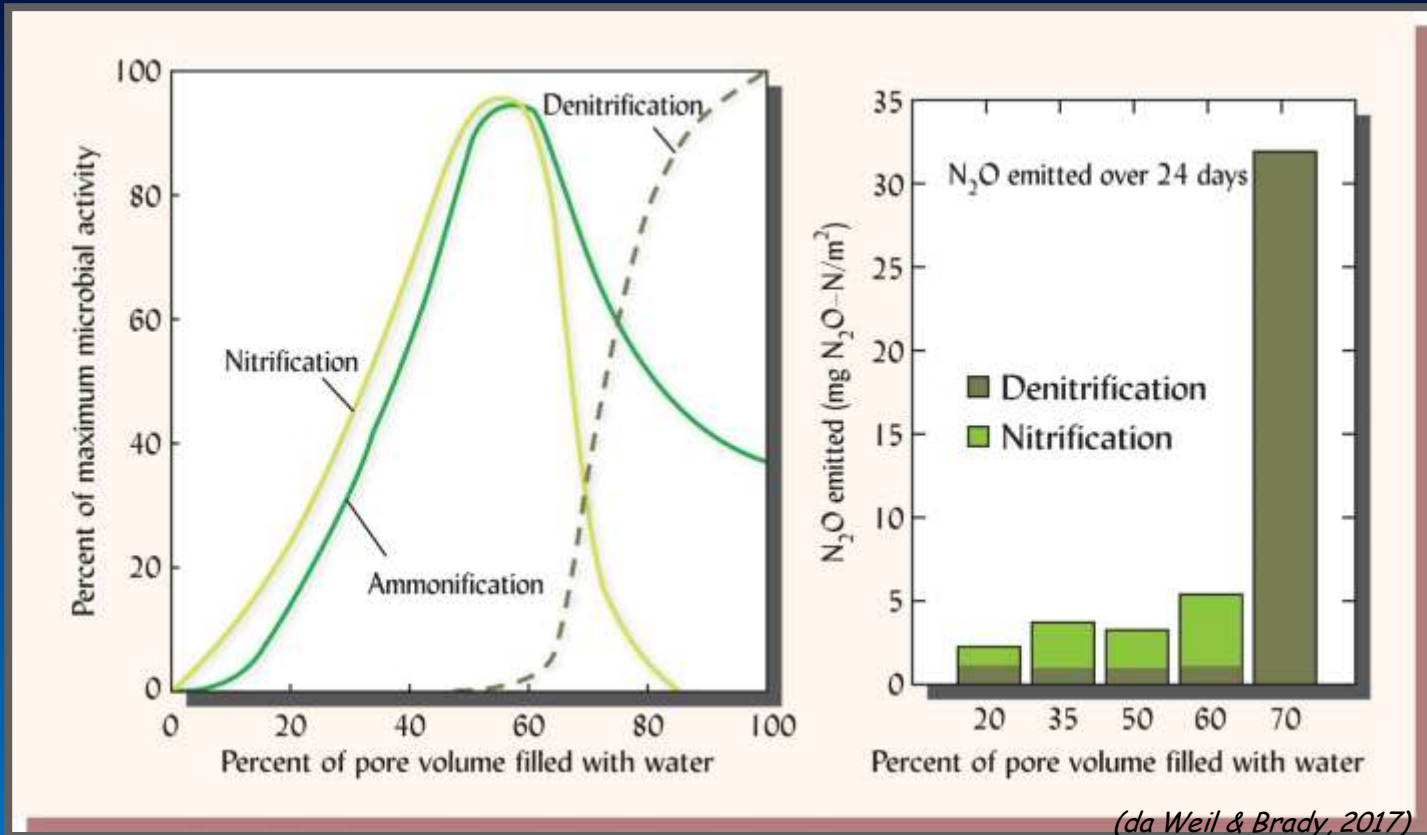 100
80
60
40
20
0
Percent of maximum microbial activity
Denitrification
Nitrification
Ammonification
0 20 40 60 80 100
Percent of pore volume filled with water
35
30
25
20
15
10
5
0
N₂O emitted (mg N₂O–N/m²)
N₂O emitted over 24 days
Denitrification
Nitrification
20 35 50 60 70
Percent of pore volume filled with water
(da Weil & Brady, 2017)